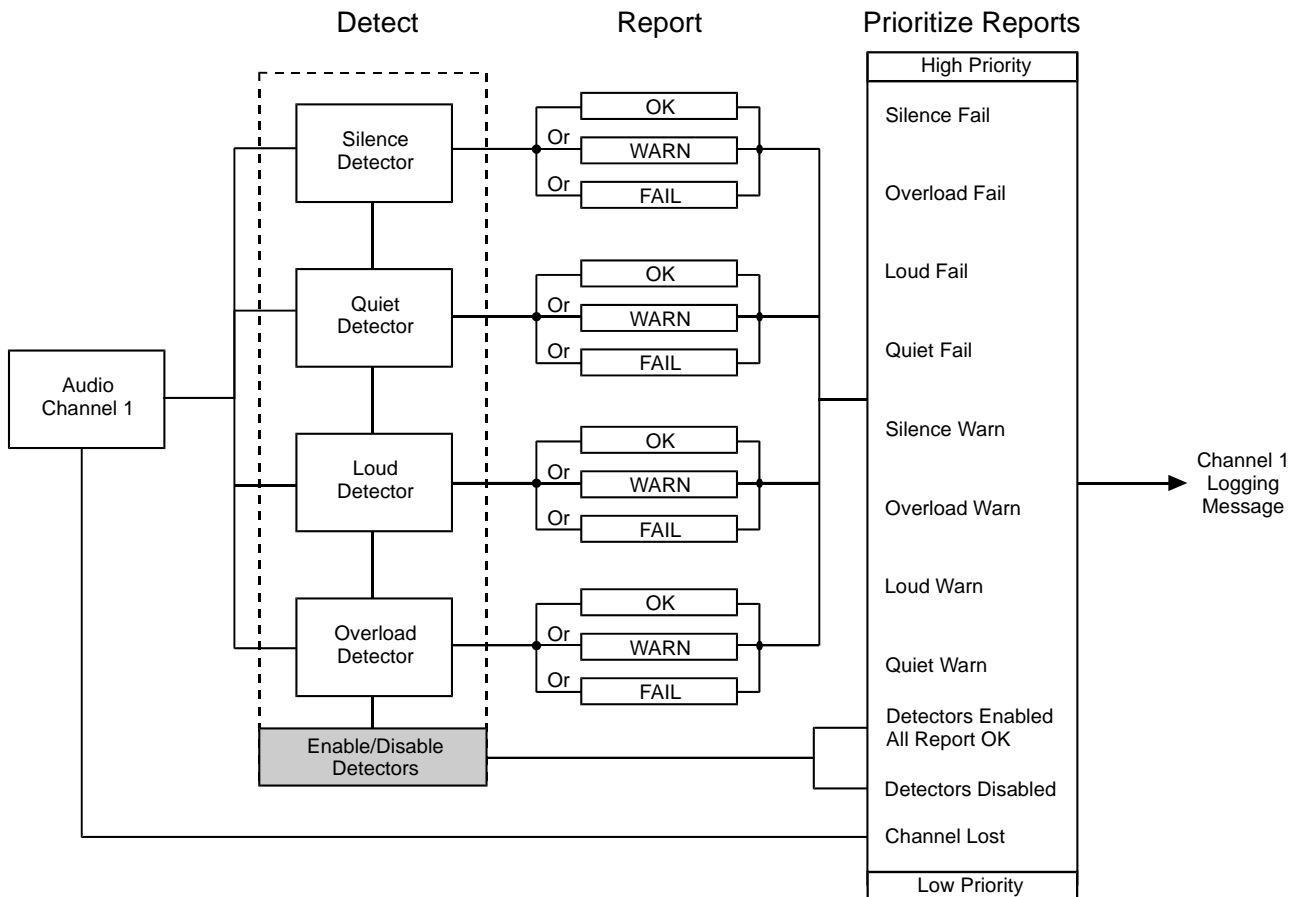 Detect
Report
Prioritize Reports
High Priority
Silence
Detector
Or
Or
OK
WARN
FAIL
Quiet
Detector
Or
Or
OK
WARN
FAIL
Audio
Channel 1
Loud
Detector
Or
Or
OK
WARN
FAIL
Overload
Detector
Or
Or
OK
WARN
FAIL
Enable/Disable
Detectors
Silence Fail
Overload Fail
Loud Fail
Quiet Fail
Silence Warn
Overload Warn
Loud Warn
Quiet Warn
Detectors Enabled
All Report OK
Detectors Disabled
Channel Lost
Low Priority
Channel 1
Logging
Message